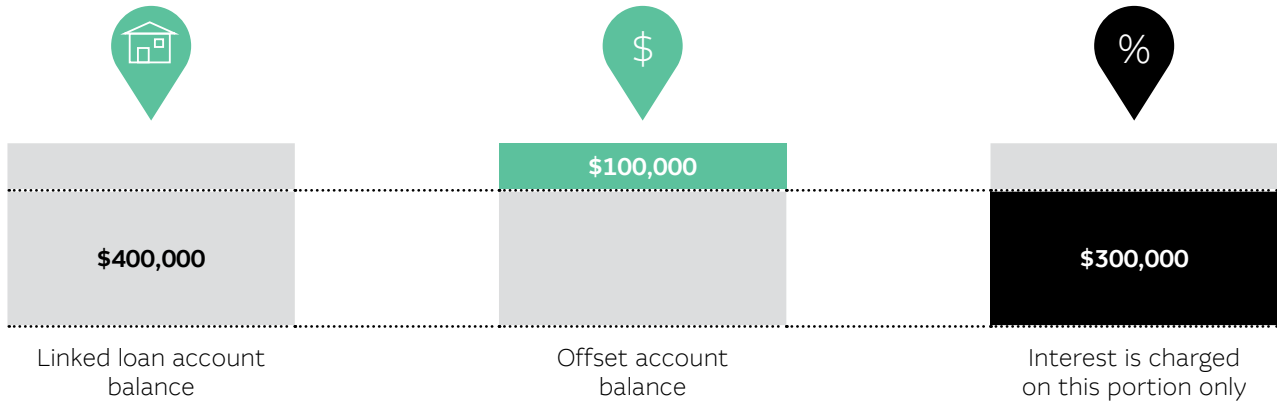 $
%
$100,000
$400,000
$300,000
Linked loan account
balance
Offset account
balance
Interest is charged
on this portion only